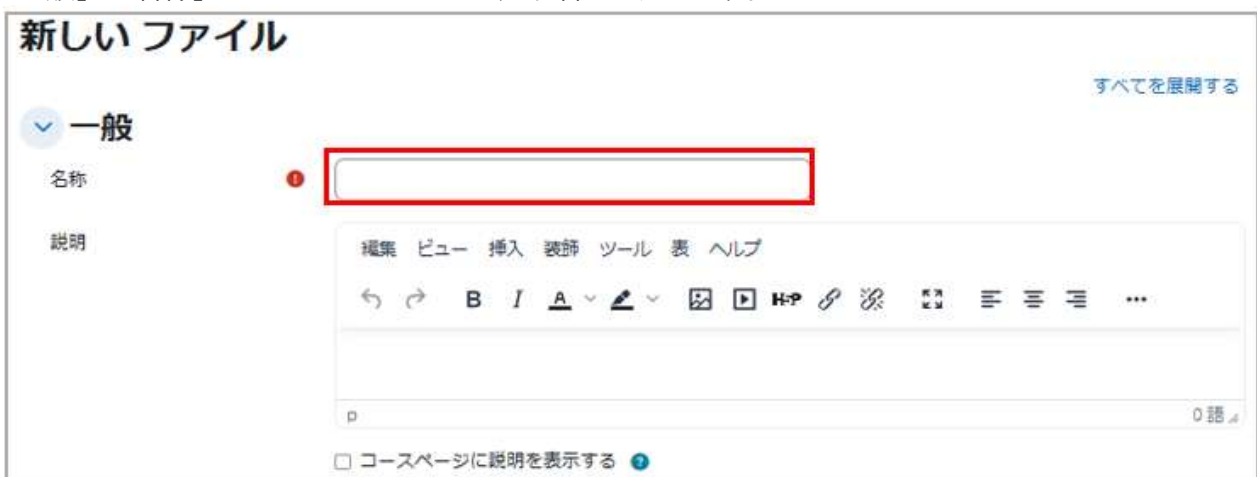 新しい ファイル
すべてを展開する
一般
名称
説明
編集 ビュー 挿入 装飾 ツール 表 ヘルプ
B I A H-P
p
0 語
コースページに説明を表示する